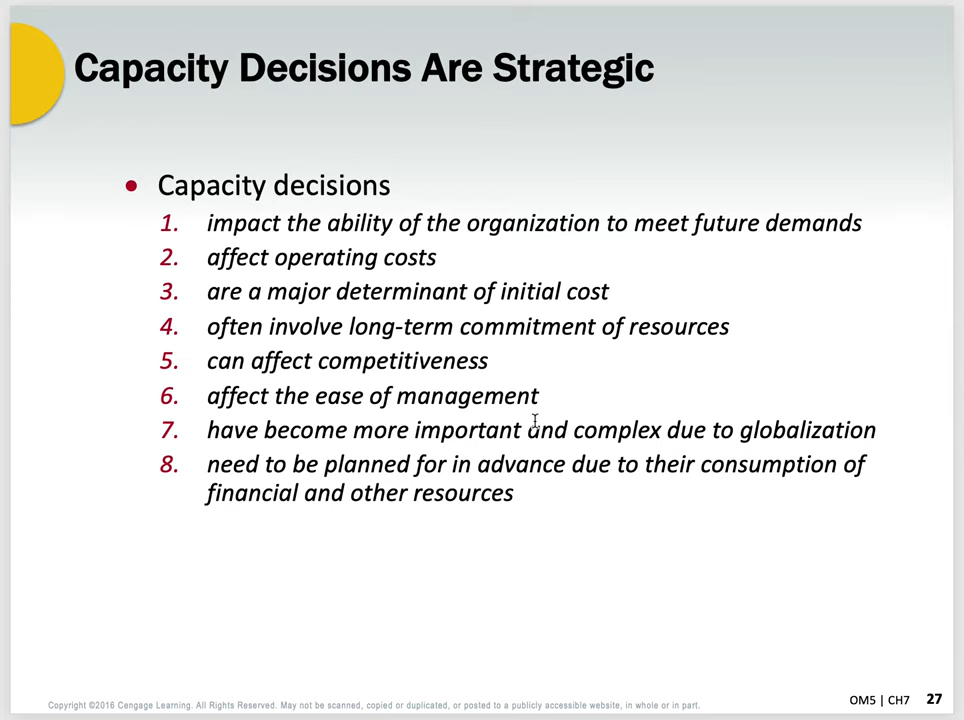 Capacity Decisions Are Strategic
• Capacity decisions
1. impact the ability of the organization to meet future demands
2. affect operating costs
3. are a major determinant of initial cost
4. often involve long-term commitment of resources
5. can affect competitiveness
6. affect the ease of management
7. have become more important and complex due to globalization
8. need to be planned for in advance due to their consumption of
financial and other resources
Copyright ©2016 Cengage Learning. All Rights Reserved. May not be scanned, copied or duplicated, or posted to a publicly accessible website, in whole or in part.
OM5 | CH7 27